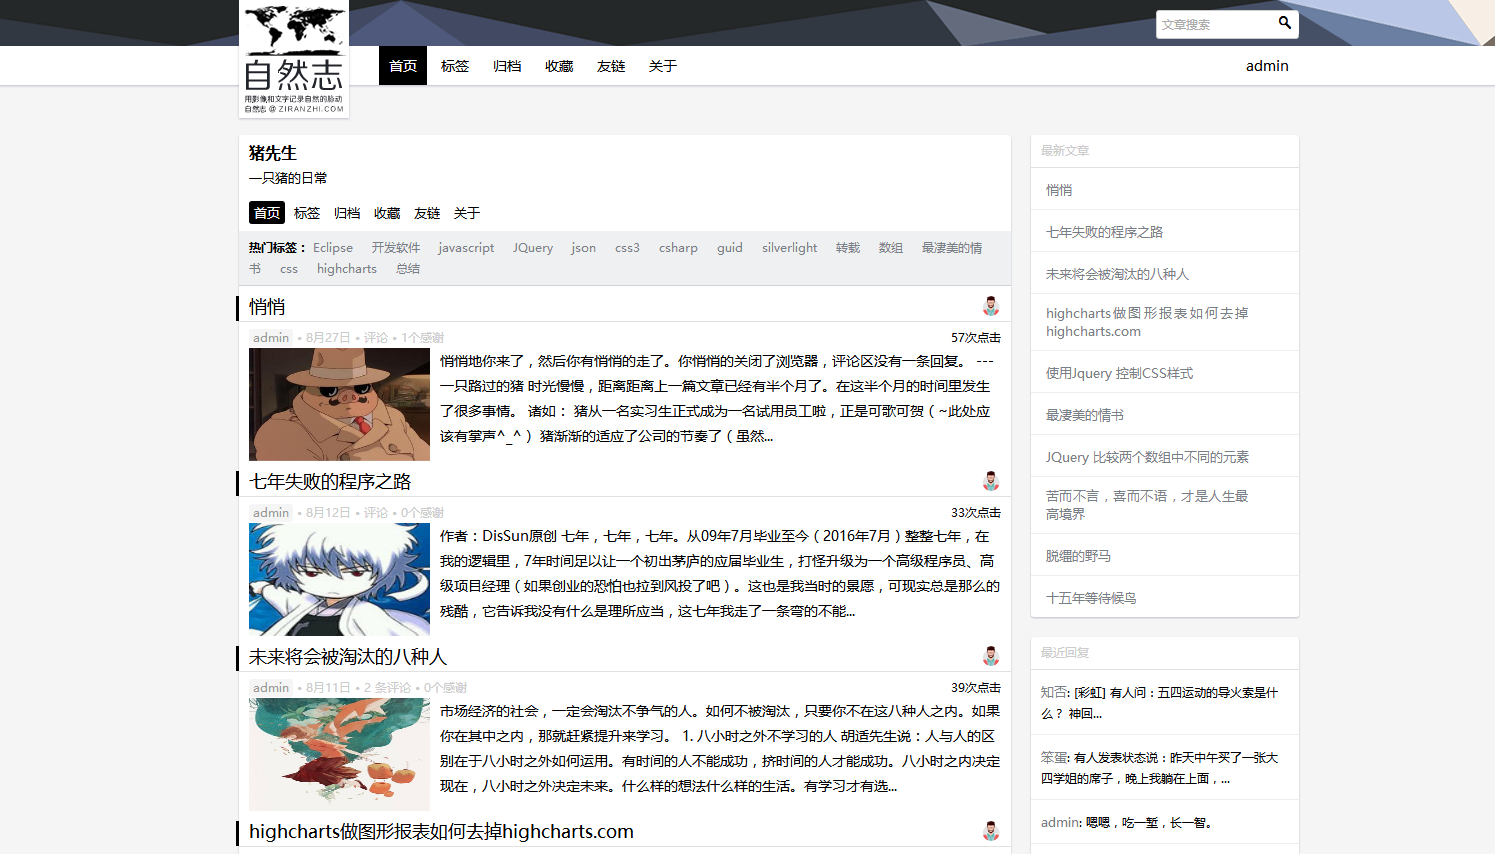 文章搜索
自然志
用影像和文字记录自然的脉动
自然志 @ ZIRANZHI.COM
首页 标签 归档 收藏 友链 关于 admin
猪先生
一只猪的日常
首页 标签 归档 收藏 友链 关于
热门标签： Eclipse 开发软件 javascript JQuery json css3 csharp guid silverlight 转载 数组 最凄美的情
书 css highcharts 总结
悄悄
admin • 8月27日 • 评论 • 1个感谢 57次点击
悄悄地你来了，然后你有悄悄的走了。你悄悄的关闭了浏览器，评论区没有一条回复。 ---
一只路过的猪 时光慢慢，距离距离上一篇文章已经有半个月了。在这半个月的时间里发生
了很多事情。 诸如： 猪从一名实习生正式成为一名试用员工啦，正是可歌可贺（ ~此处应
该有掌声^_^ ） 猪渐渐的适应了公司的节奏了（ 虽然...
七年失败的程序之路
admin • 8月12日 • 评论 • 0个感谢 33次点击
作者：DisSun原创 七年，七年，七年。从09年7月毕业至今（ 2016年7月 ）整整七年，在
我的逻辑里，7年时间足以让一个初出茅庐的应届毕业生，打怪升级为一个高级程序员、高
级项目经理（ 如果创业的恐怕也拉到风投了吧 ）。这也是我当时的景愿，可现实总是那么的
残酷，它告诉我没有什么是理所应当，这七年我走了一条弯的不能...
未来将会被淘汰的八种人
admin • 8月11日 • 2 条评论 • 0个感谢 39次点击
市场经济的社会，一定会淘汰不争气的人。如何不被淘汰，只要你不在这八种人之内。如果
你在其中之内，那就赶紧提升来学习。 1. 八小时之外不学习的人 胡适先生说：人与人的区
别在于八小时之外如何运用。有时间的人不能成功，挤时间的人才能成功。八小时之内决定
现在，八小时之外决定未来。什么样的想法什么样的生活。有学习才有选...
highcharts做图形报表如何去掉highcharts.com
最新文章
悄悄
七年失败的程序之路
未来将会被淘汰的八种人
highcharts做图形报表如何去掉
highcharts.com
使用Jquery 控制CSS样式
最凄美的情书
JQuery 比较两个数组中不同的元素
苦而不言，喜而不语，才是人生最
高境界
脱缰的野马
十五年等待候鸟
最近回复
知否: [彩虹] 有人问：五四运动的导火索是什
么？ 神回...
笨蛋: 有人发表状态说：昨天中午买了一张大
四学姐的席子，晚上我躺在上面，...
admin: 嗯嗯，吃一堑，长一智。